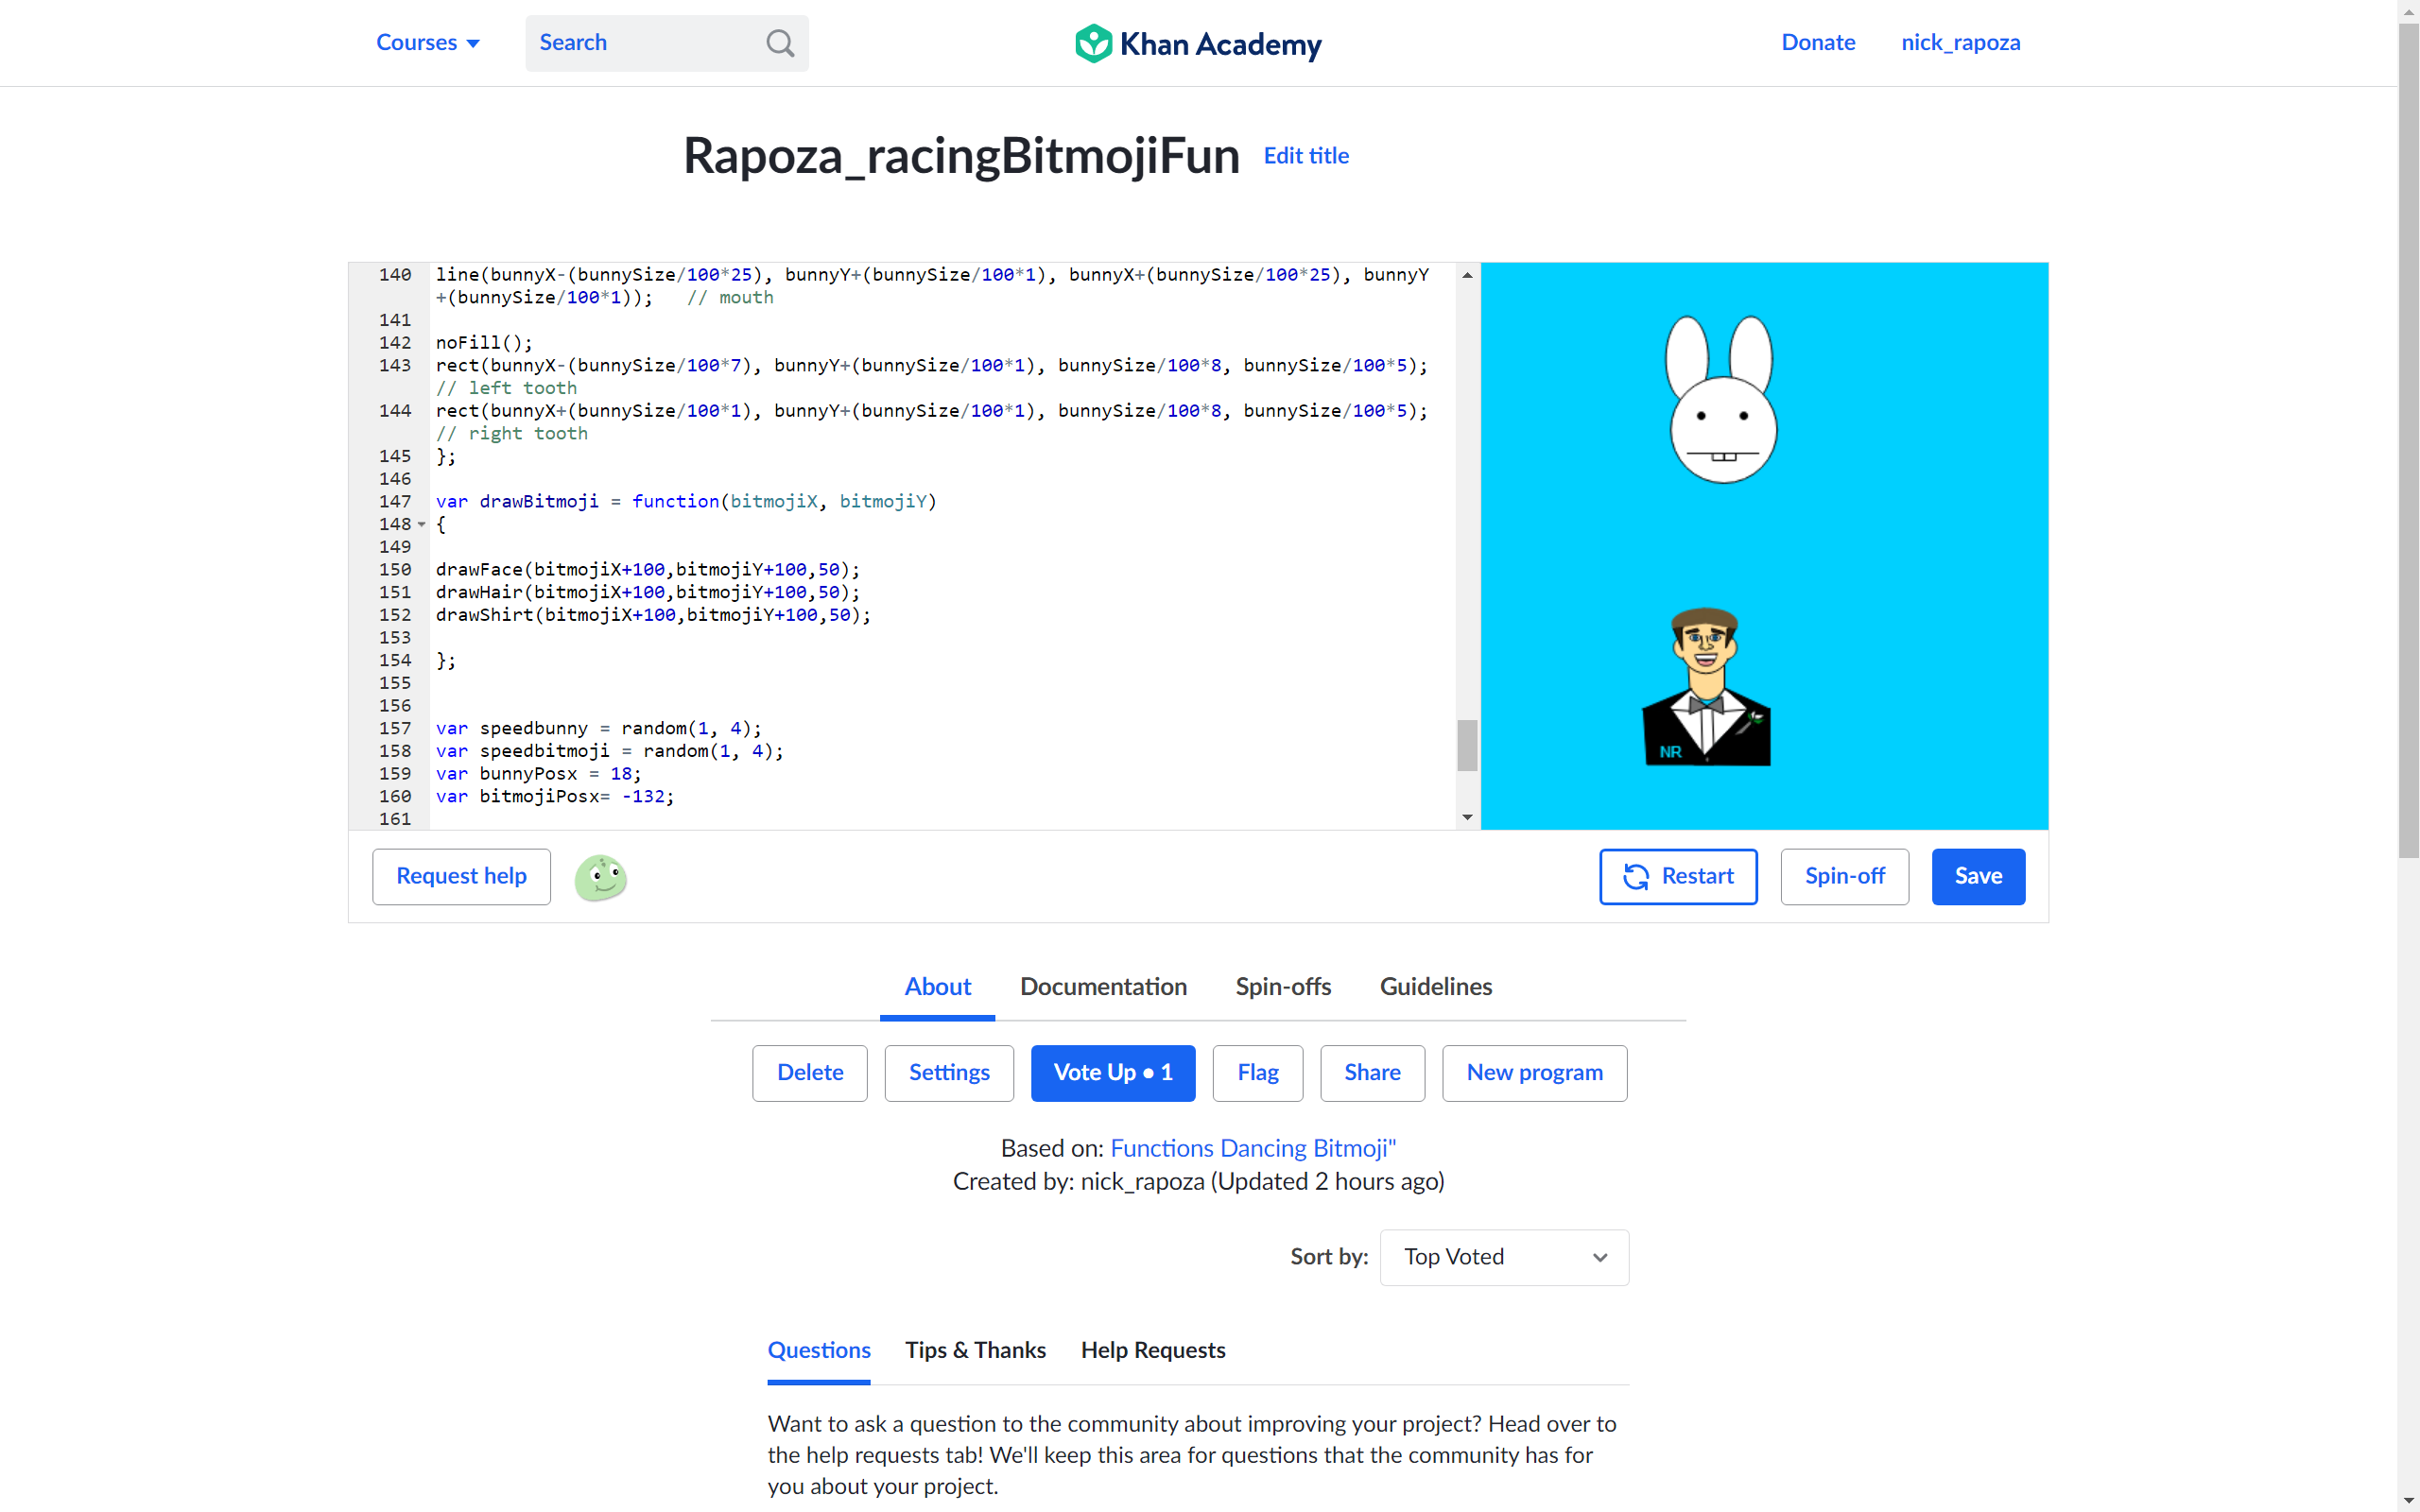 Courses
Search
Khan Academy
Donate
nick_rapoza
Rapoza_racingBitmojiFun
Edit title
140 line(bunnyX-(bunnySize/100*25), bunnyY+(bunnySize/100*1), bunnyX+(bunnySize/100*25), bunnyY
+(bunnySize/100*1));   // mouth
141
142 noFill();
143 rect(bunnyX-(bunnySize/100*7), bunnyY+(bunnySize/100*1), bunnySize/100*8, bunnySize/100*5);
// left tooth
144 rect(bunnyX+(bunnySize/100*1), bunnyY+(bunnySize/100*1), bunnySize/100*8, bunnySize/100*5);
// right tooth
145 };
146
147 var drawBitmoji = function(bitmojiX, bitmojiY)
148 {
149
150 drawFace(bitmojiX+100,bitmojiY+100,50);
151 drawHair(bitmojiX+100,bitmojiY+100,50);
152 drawShirt(bitmojiX+100,bitmojiY+100,50);
153
154 };
155
156
157 var speedbunny = random(1, 4);
158 var speedbitmoji = random(1, 4);
159 var bunnyPosx = 18;
160 var bitmojiPosx= -132;
161
NR
Request help
Restart
Spin-off
Save
About
Documentation
Spin-offs
Guidelines
Delete
Settings
Vote Up • 1
Flag
Share
New program
Based on: Functions Dancing Bitmoji"
Created by: nick_rapoza (Updated 2 hours ago)
Sort by:
Top Voted
Questions
Tips & Thanks
Help Requests
Want to ask a question to the community about improving your project? Head over to
the help requests tab! We'll keep this area for questions that the community has for
you about your project.